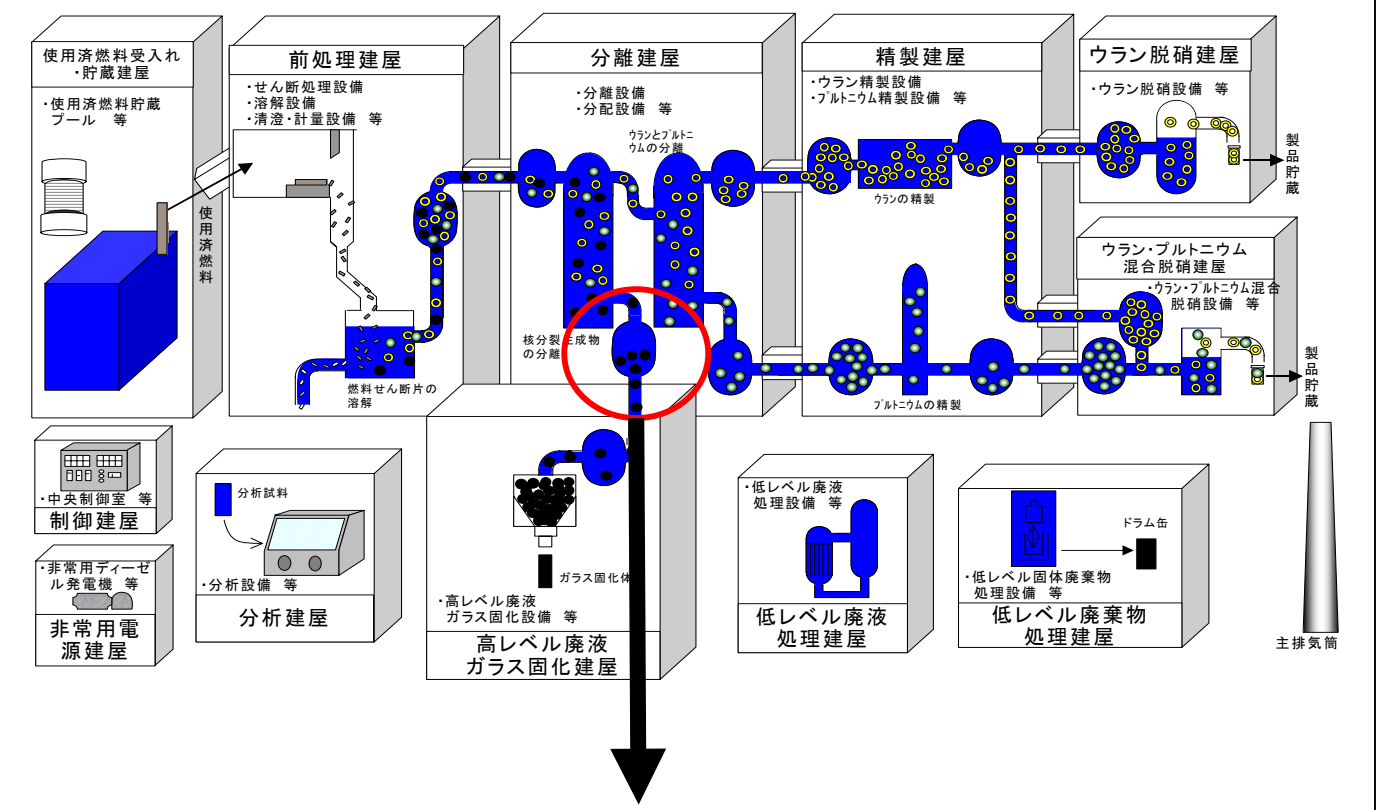 使用済燃料受入れ
・貯蔵建屋
・使用済燃料貯蔵
プール 等
使用済燃料
前処理建屋
・せん断処理設備
・溶解設備
・清澄・計量設備 等
燃料せん断片の
溶解
分離建屋
・分離設備
・分配設備 等
ウランとプルトニ
ウムの分離
核分裂生成物
の分離
精製建屋
・ウラン精製設備
・プルトニウム精製設備 等
ウランの精製
プルトニウムの精製
ウラン脱硝建屋
・ウラン脱硝設備 等
製品貯蔵
ウラン・プルトニウム
混合脱硝建屋
・ウラン・プルトニウム混合
脱硝設備 等
製品貯蔵
・中央制御室 等
制御建屋
・非常用ディーゼ
ル発電機 等
非常用電
源建屋
分析試料
・分析設備 等
分析建屋
ガラス固化体
・高レベル廃液
ガラス固化設備 等
高レベル廃液
ガラス固化建屋
・低レベル廃液
処理設備 等
低レベル廃液
処理建屋
ドラム缶
・低レベル固体廃棄物
処理設備 等
低レベル廃棄物
処理建屋
主排気筒